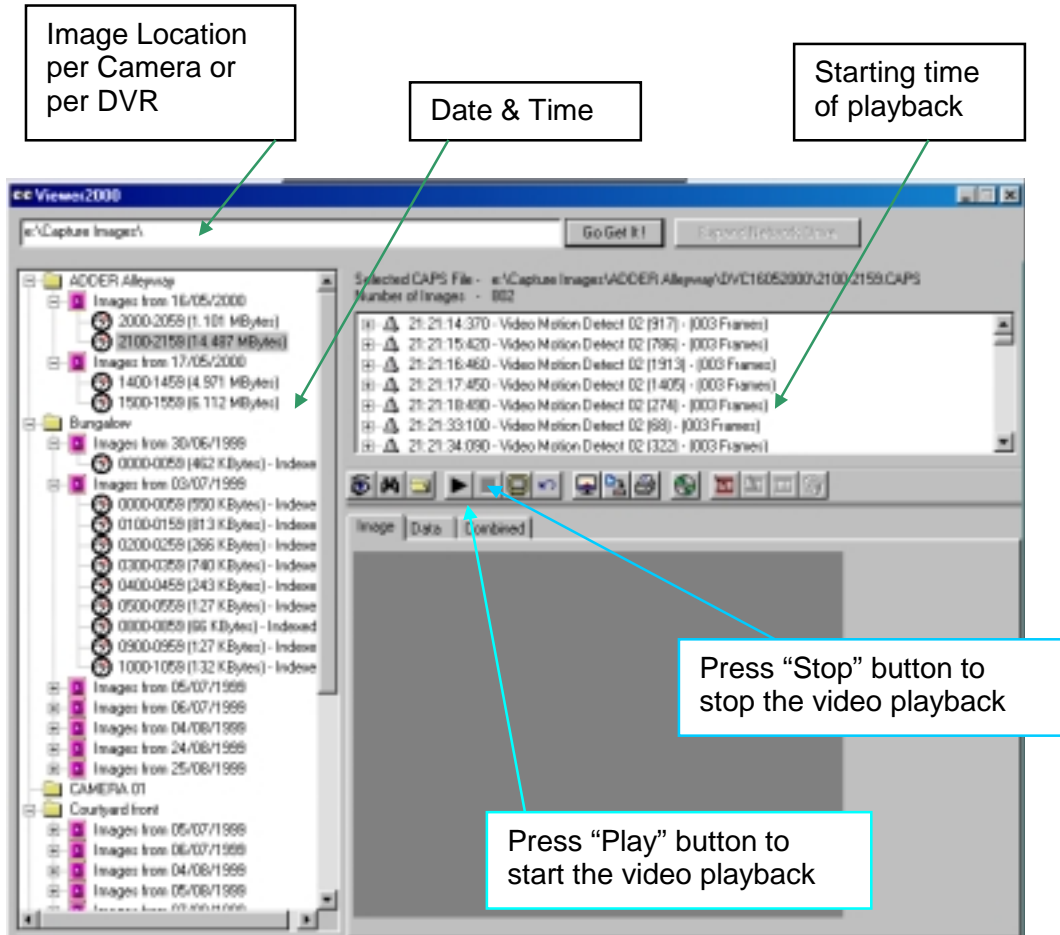 Image Location
per Camera or
per DVR
Date & Time
Starting time
of playback
Viewer2000
e:\Capture Images\
Go Get It !
Expand Network Drive
ADDER Alleyway
Images from 16/05/2000
2000-2059 (1.101 MBytes)
2100-2159 (14.487 MBytes)
Images from 17/05/2000
1400-1459 (4.971 MBytes)
1500-1559 (6.112 MBytes)
Bungalow
Images from 30/06/1999
0000-0059 (462 KBytes) - Indexe
Images from 03/07/1999
0000-0059 (550 KBytes) - Indexe
0100-0159 (813 KBytes) - Indexe
0200-0259 (266 KBytes) - Indexe
0300-0359 (740 KBytes) - Indexe
0400-0459 (243 KBytes) - Indexe
0500-0559 (127 KBytes) - Indexe
0800-0859 (66 KBytes) - Indexed
0900-0959 (127 KBytes) - Indexe
1000-1059 (132 KBytes) - Indexe
Images from 05/07/1999
Images from 06/07/1999
Images from 04/08/1999
Images from 24/08/1999
Images from 25/08/1999
CAMERA 01
Courtyard front
Images from 05/07/1999
Images from 06/07/1999
Images from 04/08/1999
Images from 05/08/1999
Selected CAPS File - e:\Capture Images\ADDER Alleyway\DVC16052000\2100-2159.CAPS
Number of Images - 802
21:21:14:370 - Video Motion Detect 02 (917) - (003 Frames)
21:21:15:420 - Video Motion Detect 02 (786) - (003 Frames)
21:21:16:460 - Video Motion Detect 02 (1913) - (003 Frames)
21:21:17:450 - Video Motion Detect 02 (1405) - (003 Frames)
21:21:18:490 - Video Motion Detect 02 (274) - (003 Frames)
21:21:33:100 - Video Motion Detect 02 (68) - (003 Frames)
21:21:34:090 - Video Motion Detect 02 (322) - (003 Frames)
Image
Data
Combined
Press “Stop” button to
stop the video playback
Press “Play” button to
start the video playback